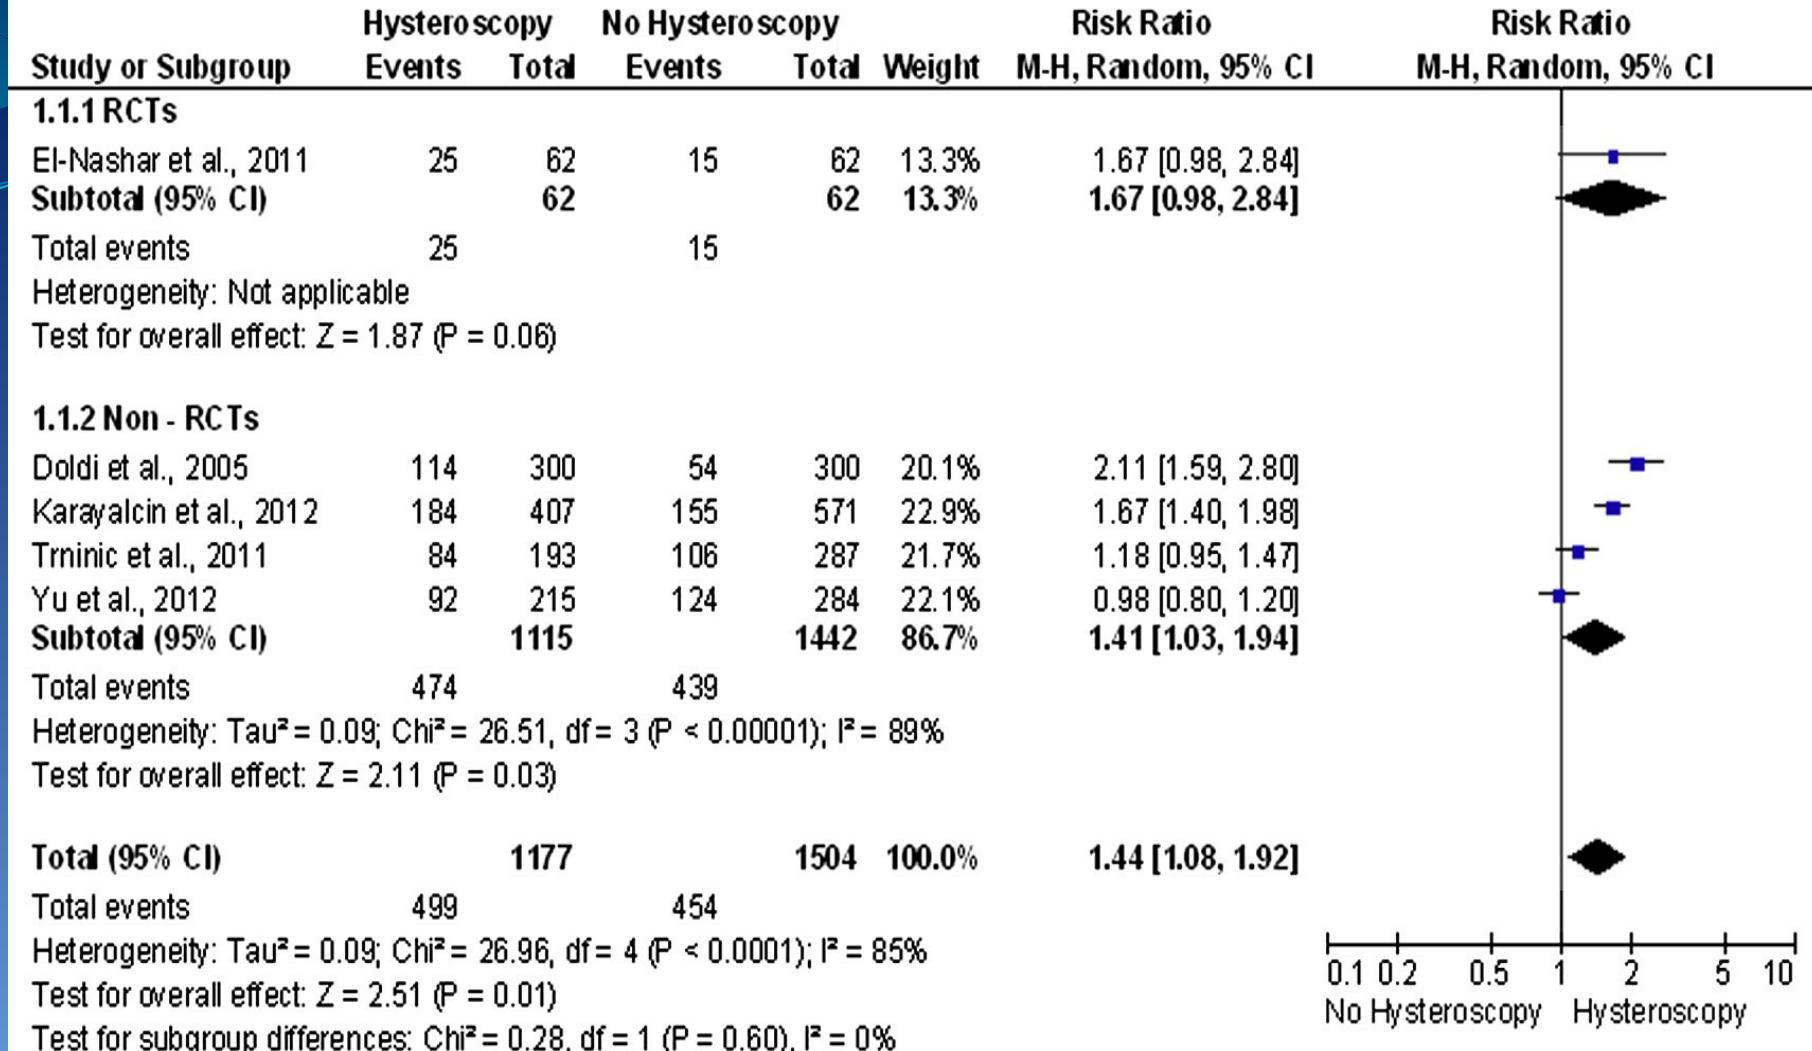 Hysteroscopy No Hysteroscopy Risk Ratio Risk Ratio
Study or Subgroup Events Total Events Total Weight M-H, Random, 95% CI M-H, Random, 95% CI
1.1.1 RCTs
El-Nashar et al., 2011 25 62 15 62 13.3% 1.67 [0.98, 2.84]
Subtotal (95% CI) 62 62 13.3% 1.67 [0.98, 2.84]
Total events 25 15
Heterogeneity: Not applicable
Test for overall effect: Z = 1.87 (P = 0.06)
1.1.2 Non - RCTs
Doldi et al., 2005 114 300 54 300 20.1% 2.11 [1.59, 2.80]
Karayalcin et al., 2012 184 407 155 571 22.9% 1.67 [1.40, 1.98]
Trninic et al., 2011 84 193 106 287 21.7% 1.18 [0.95, 1.47]
Yu et al., 2012 92 215 124 284 22.1% 0.98 [0.80, 1.20]
Subtotal (95% CI) 1115 1442 86.7% 1.41 [1.03, 1.94]
Total events 474 439
Heterogeneity: Tau² = 0.09; Chi² = 26.51, df = 3 (P < 0.00001); I² = 89%
Test for overall effect: Z = 2.11 (P = 0.03)
Total (95% CI) 1177 1504 100.0% 1.44 [1.08, 1.92]
Total events 499 454
Heterogeneity: Tau² = 0.09; Chi² = 26.96, df = 4 (P < 0.0001); I² = 85%
Test for overall effect: Z = 2.51 (P = 0.01)
Test for subgroup differences: Chi² = 0.28, df = 1 (P = 0.60), I² = 0%
0.1 0.2 0.5 1 2 5 10
No Hysteroscopy Hysteroscopy